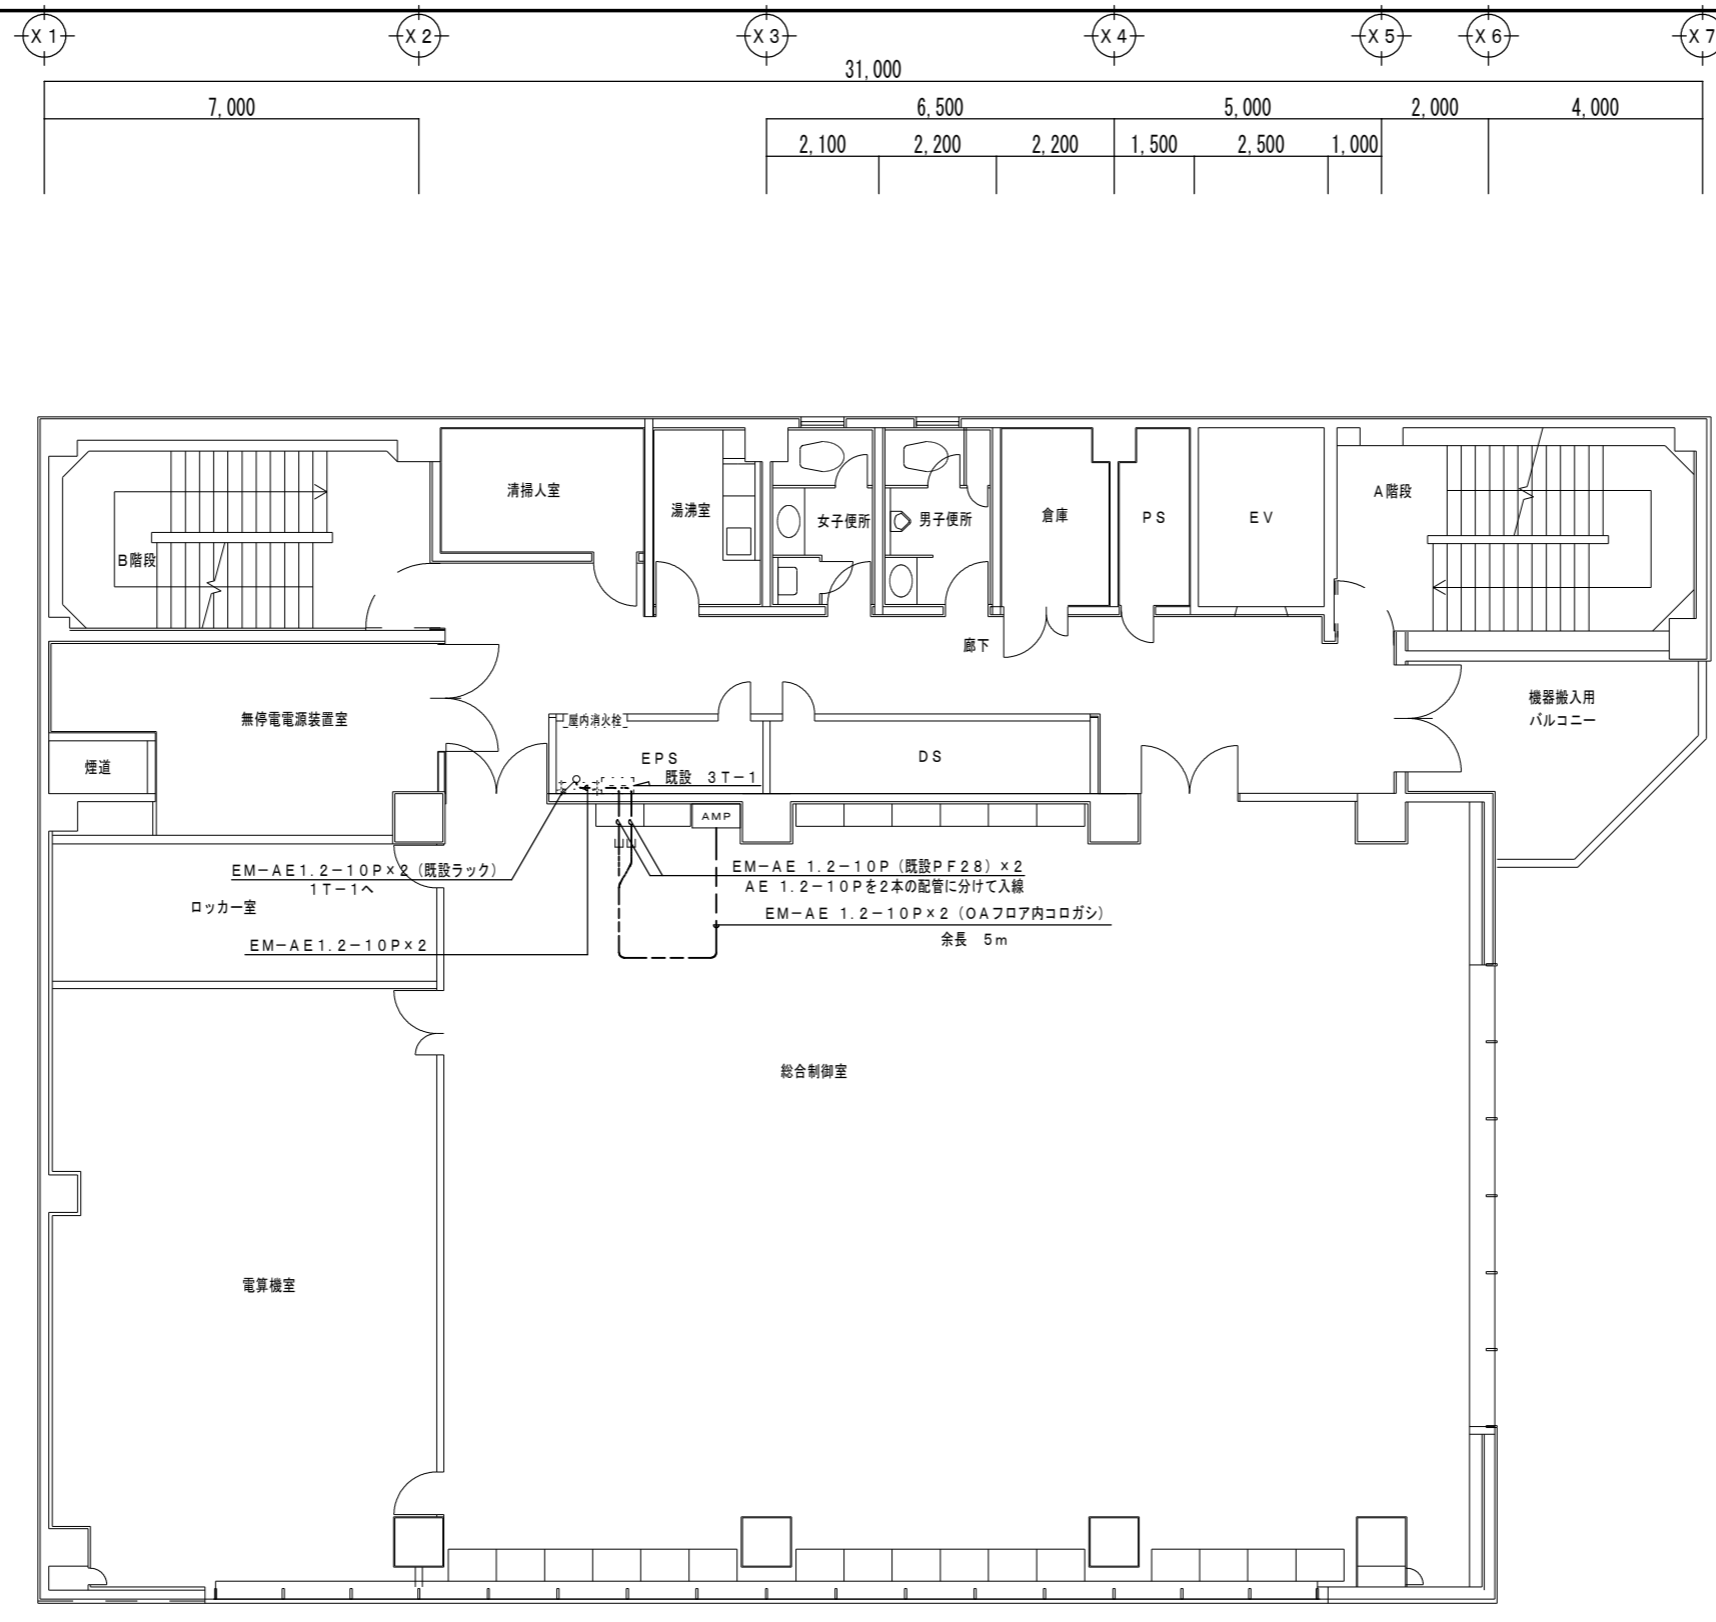 X1 X2 X3 X4 X5 X6 X7
31,000
7,000 6,500 5,000 2,000 4,000
2,100 2,200 2,200 1,500 2,500 1,000
清掃人室
湯沸室
女子便所
男子便所
倉庫
PS
EV
A階段
B階段
廊下
無停電電源装置室
屋内消火栓
機器搬入用
バルコニー
煙道
EPS
DS
既設 3T-1
AMP
EM-AE1.2-10P×2(既設ラック)
1T-1へ
EM-AE 1.2-10P(既設PF28)×2
AE 1.2-10Pを2本の配管に分けて入線
ロッカー室
EM-AE 1.2-10P×2(OAフロア内コロガシ)
余長 5m
EM-AE1.2-10P×2
総合制御室
電算機室